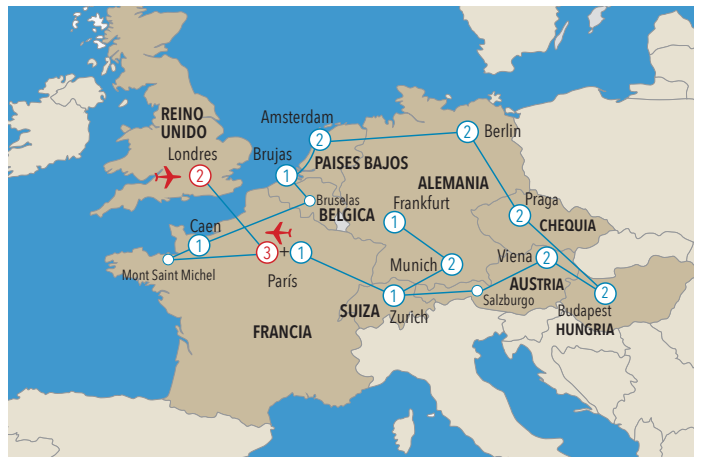 REINO
UNIDO
Londres
2
Amsterdam
2
Berlin
2
Brujas
1
PAISES BAJOS
ALEMANIA
Bruselas
BELGICA
Frankfurt
1
Praga
2
CHEQUIA
Caen
1
Mont Saint Michel
3
+
1
París
Munich
2
Viena
2
AUSTRIA
Salzburgo
SUIZA
1
Zurich
2
Budapest
HUNGRIA
FRANCIA